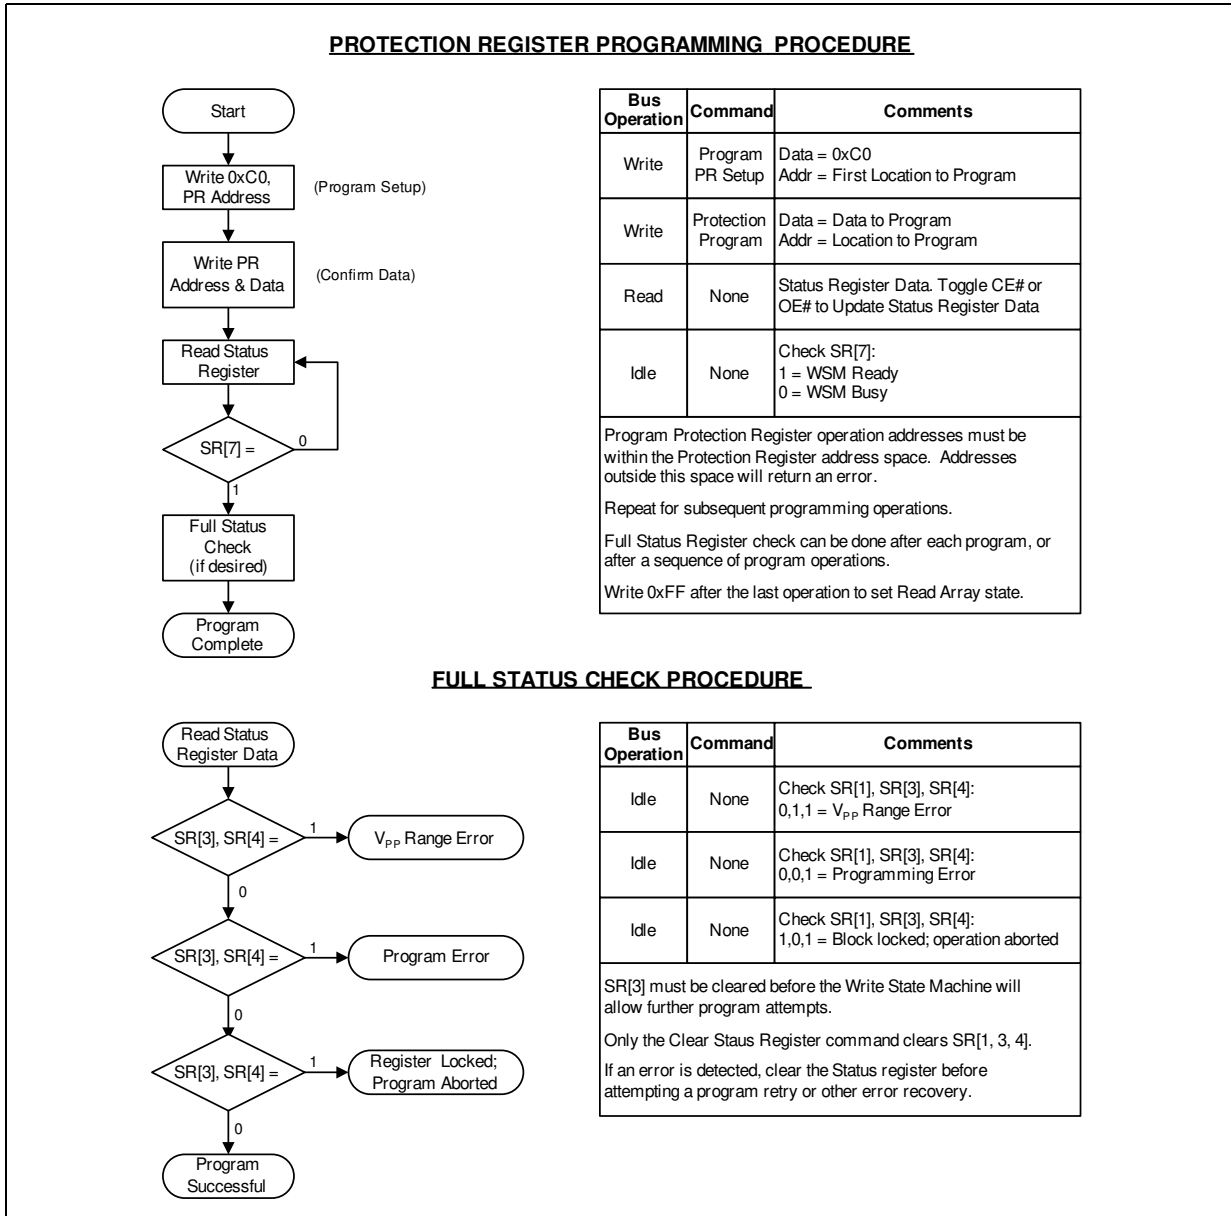 PROTECTION REGISTER PROGRAMMING PROCEDURE
Start
Write 0xC0,
PR Address
(Program Setup)
Write PR
Address & Data
(Confirm Data)
Read Status
Register
SR[7] =
0
1
Full Status
Check
(if desired)
Program
Complete
Bus
Operation
Command
Comments
Write
Program
PR Setup
Data = 0xC0
Addr = First Location to Program
Write
Protection
Program
Data = Data to Program
Addr = Location to Program
Read
None
Status Register Data. Toggle CE# or
OE# to Update Status Register Data
Idle
None
Check SR[7]:
1 = WSM Ready
0 = WSM Busy
Program Protection Register operation addresses must be
within the Protection Register address space. Addresses
outside this space will return an error.
Repeat for subsequent programming operations.
Full Status Register check can be done after each program, or
after a sequence of program operations.
Write 0xFF after the last operation to set Read Array state.
FULL STATUS CHECK PROCEDURE
Read Status
Register Data
SR[3], SR[4] =
1
VPP Range Error
0
SR[3], SR[4] =
1
Program Error
0
SR[3], SR[4] =
1
Register Locked;
Program Aborted
0
Program
Successful
Bus
Operation
Command
Comments
Idle
None
Check SR[1], SR[3], SR[4]:
0,1,1 = VPP Range Error
Idle
None
Check SR[1], SR[3], SR[4]:
0,0,1 = Programming Error
Idle
None
Check SR[1], SR[3], SR[4]:
1,0,1 = Block locked; operation aborted
SR[3] must be cleared before the Write State Machine will
allow further program attempts.
Only the Clear Staus Register command clears SR[1, 3, 4].
If an error is detected, clear the Status register before
attempting a program retry or other error recovery.